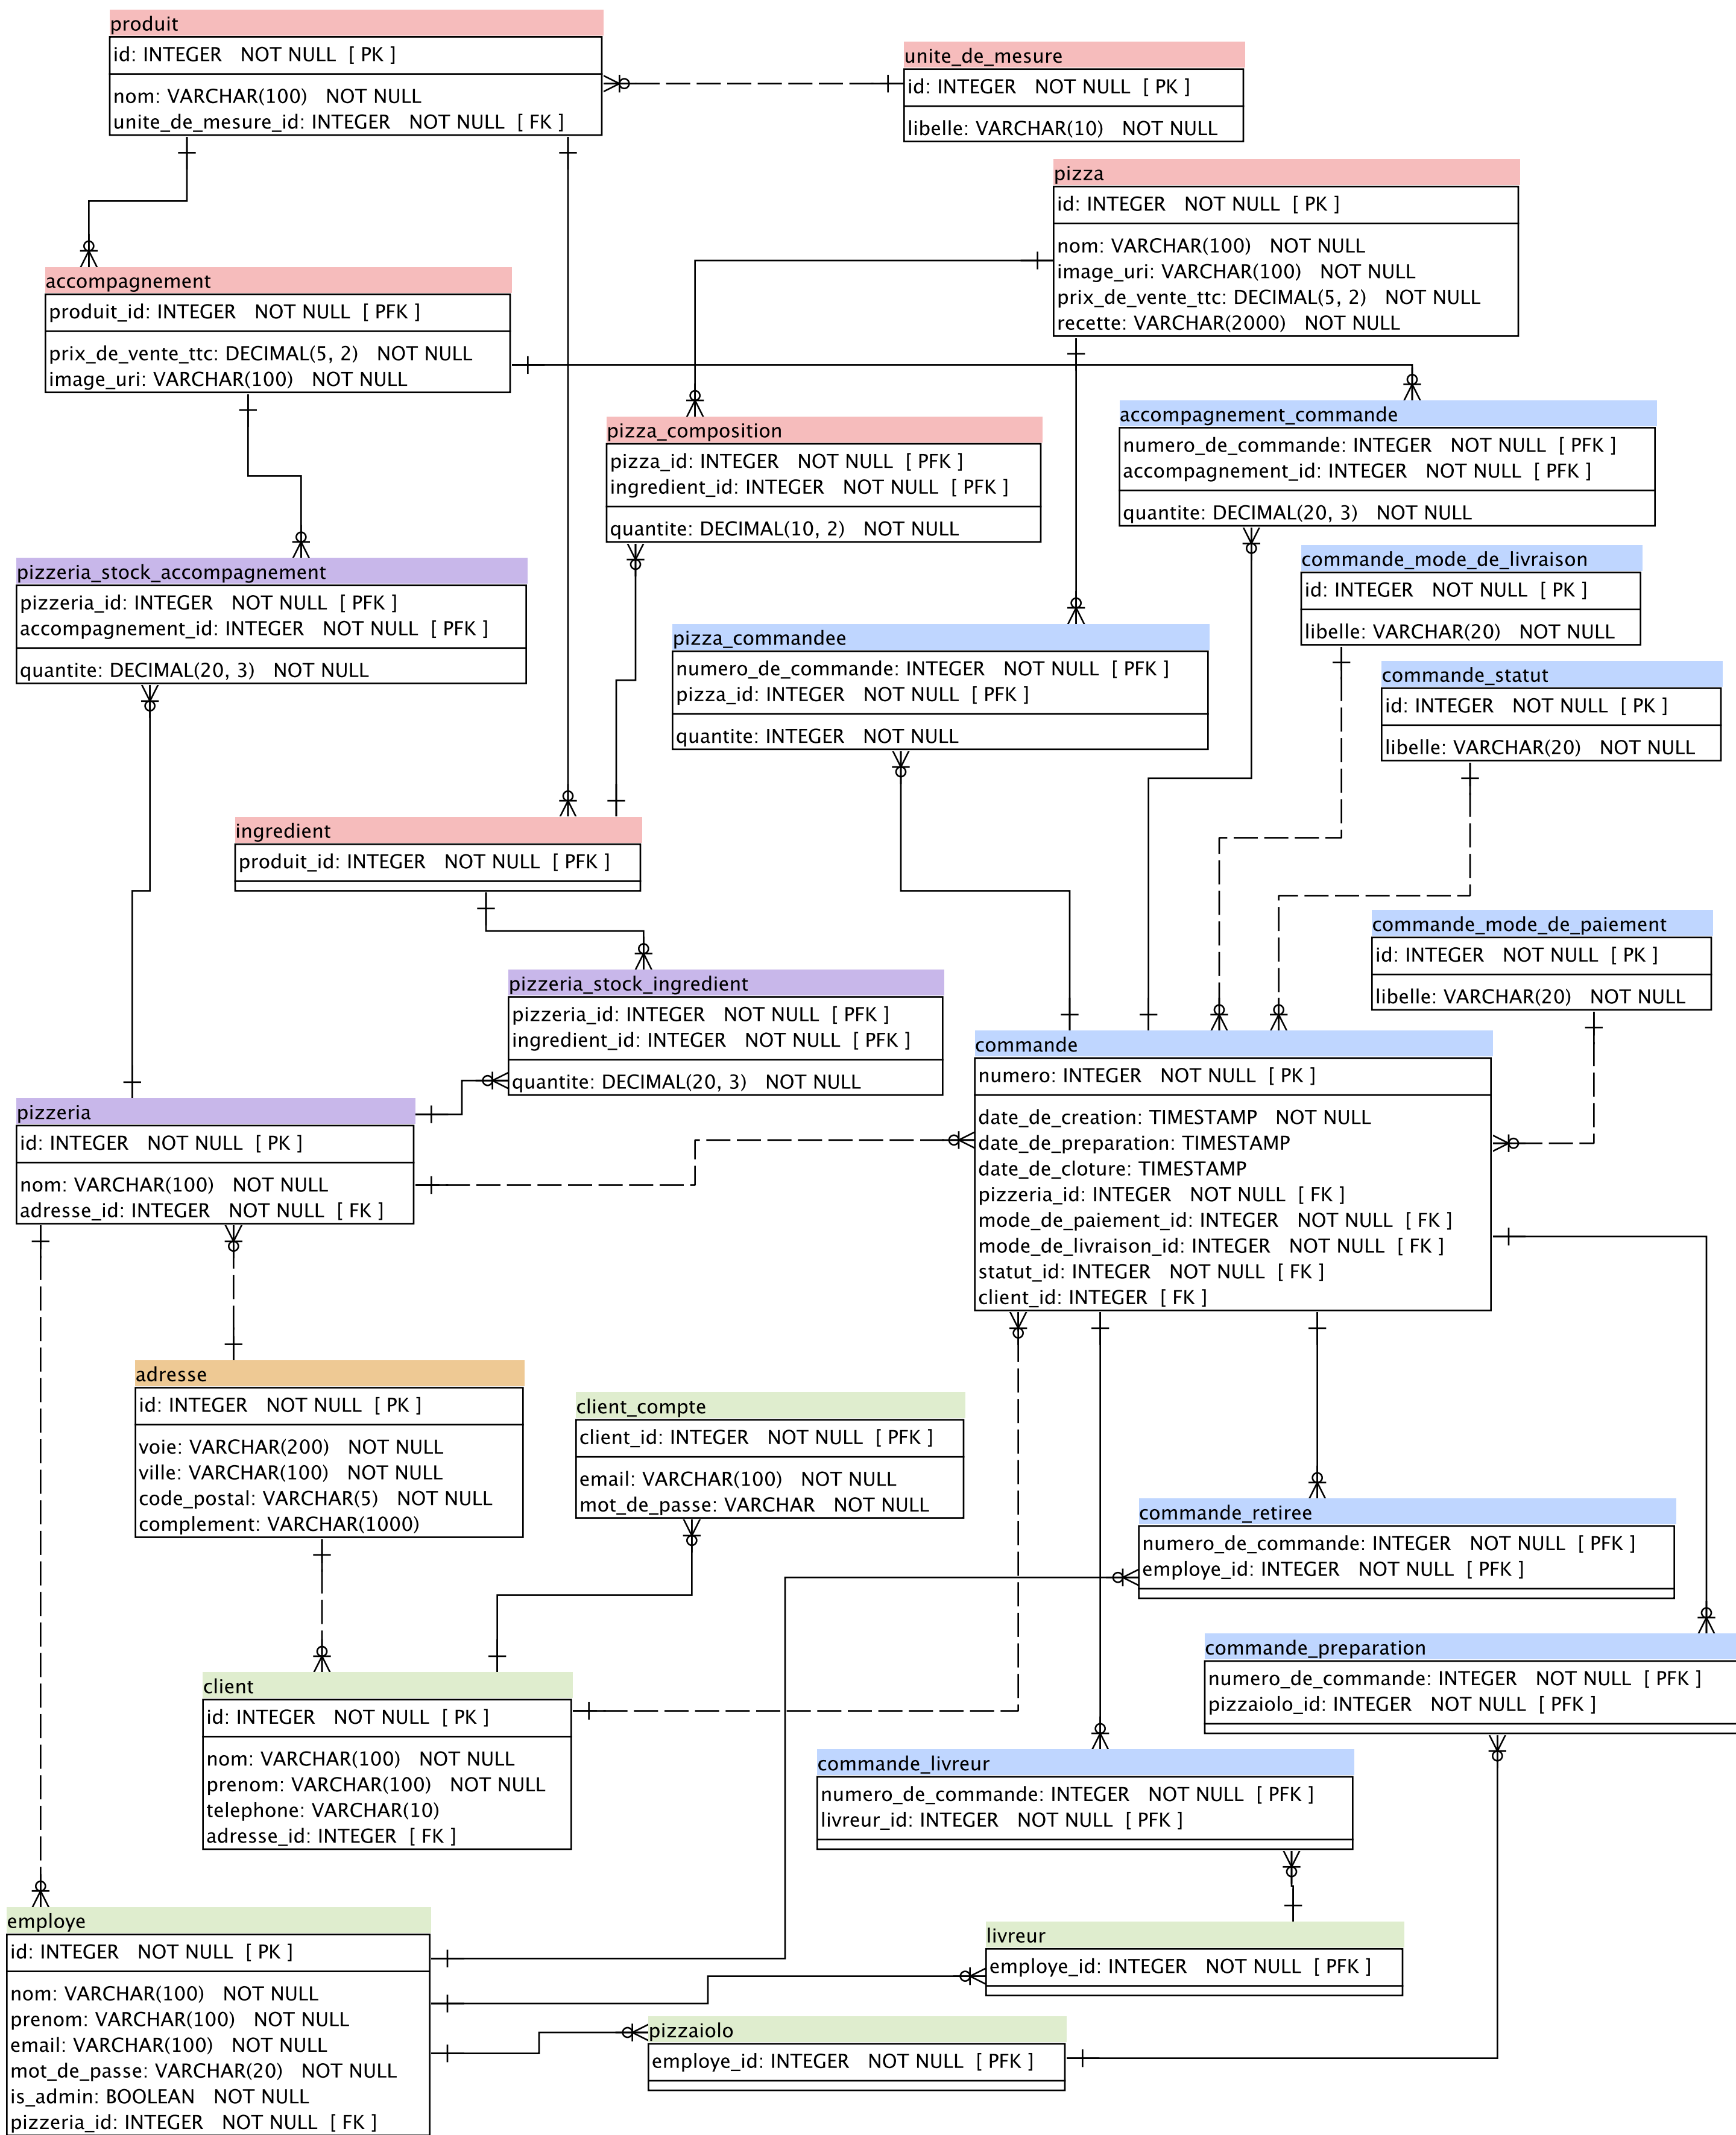 produit
id: INTEGER NOT NULL [ PK ]
nom: VARCHAR(100) NOT NULL
unite_de_mesure_id: INTEGER NOT NULL [ FK ]
unite_de_mesure
id: INTEGER NOT NULL [ PK ]
libelle: VARCHAR(10) NOT NULL
pizza
id: INTEGER NOT NULL [ PK ]
nom: VARCHAR(100) NOT NULL
image_uri: VARCHAR(100) NOT NULL
prix_de_vente_ttc: DECIMAL(5, 2) NOT NULL
recette: VARCHAR(2000) NOT NULL
accompagnement
produit_id: INTEGER NOT NULL [ PFK ]
prix_de_vente_ttc: DECIMAL(5, 2) NOT NULL
image_uri: VARCHAR(100) NOT NULL
pizza_composition
pizza_id: INTEGER NOT NULL [ PFK ]
ingredient_id: INTEGER NOT NULL [ PFK ]
quantite: DECIMAL(10, 2) NOT NULL
accompagnement_commande
numero_de_commande: INTEGER NOT NULL [ PFK ]
accompagnement_id: INTEGER NOT NULL [ PFK ]
quantite: DECIMAL(20, 3) NOT NULL
commande_mode_de_livraison
id: INTEGER NOT NULL [ PK ]
libelle: VARCHAR(20) NOT NULL
pizzeria_stock_accompagnement
pizzeria_id: INTEGER NOT NULL [ PFK ]
accompagnement_id: INTEGER NOT NULL [ PFK ]
quantite: DECIMAL(20, 3) NOT NULL
pizza_commandee
numero_de_commande: INTEGER NOT NULL [ PFK ]
pizza_id: INTEGER NOT NULL [ PFK ]
quantite: INTEGER NOT NULL
commande_statut
id: INTEGER NOT NULL [ PK ]
libelle: VARCHAR(20) NOT NULL
ingredient
produit_id: INTEGER NOT NULL [ PFK ]
commande_mode_de_paiement
id: INTEGER NOT NULL [ PK ]
libelle: VARCHAR(20) NOT NULL
pizzeria_stock_ingredient
pizzeria_id: INTEGER NOT NULL [ PFK ]
ingredient_id: INTEGER NOT NULL [ PFK ]
quantite: DECIMAL(20, 3) NOT NULL
commande
numero: INTEGER NOT NULL [ PK ]
date_de_creation: TIMESTAMP NOT NULL
date_de_preparation: TIMESTAMP
date_de_cloture: TIMESTAMP
pizzeria_id: INTEGER NOT NULL [ FK ]
mode_de_paiement_id: INTEGER NOT NULL [ FK ]
mode_de_livraison_id: INTEGER NOT NULL [ FK ]
statut_id: INTEGER NOT NULL [ FK ]
client_id: INTEGER [ FK ]
pizzeria
id: INTEGER NOT NULL [ PK ]
nom: VARCHAR(100) NOT NULL
adresse_id: INTEGER NOT NULL [ FK ]
adresse
id: INTEGER NOT NULL [ PK ]
voie: VARCHAR(200) NOT NULL
ville: VARCHAR(100) NOT NULL
code_postal: VARCHAR(5) NOT NULL
complement: VARCHAR(1000)
client_compte
client_id: INTEGER NOT NULL [ PFK ]
email: VARCHAR(100) NOT NULL
mot_de_passe: VARCHAR NOT NULL
commande_retiree
numero_de_commande: INTEGER NOT NULL [ PFK ]
employe_id: INTEGER NOT NULL [ PFK ]
commande_preparation
numero_de_commande: INTEGER NOT NULL [ PFK ]
pizzaiolo_id: INTEGER NOT NULL [ PFK ]
client
id: INTEGER NOT NULL [ PK ]
nom: VARCHAR(100) NOT NULL
prenom: VARCHAR(100) NOT NULL
telephone: VARCHAR(10)
adresse_id: INTEGER [ FK ]
commande_livreur
numero_de_commande: INTEGER NOT NULL [ PFK ]
livreur_id: INTEGER NOT NULL [ PFK ]
employe
id: INTEGER NOT NULL [ PK ]
nom: VARCHAR(100) NOT NULL
prenom: VARCHAR(100) NOT NULL
email: VARCHAR(100) NOT NULL
mot_de_passe: VARCHAR(20) NOT NULL
is_admin: BOOLEAN NOT NULL
pizzeria_id: INTEGER NOT NULL [ FK ]
livreur
employe_id: INTEGER NOT NULL [ PFK ]
pizzaiolo
employe_id: INTEGER NOT NULL [ PFK ]